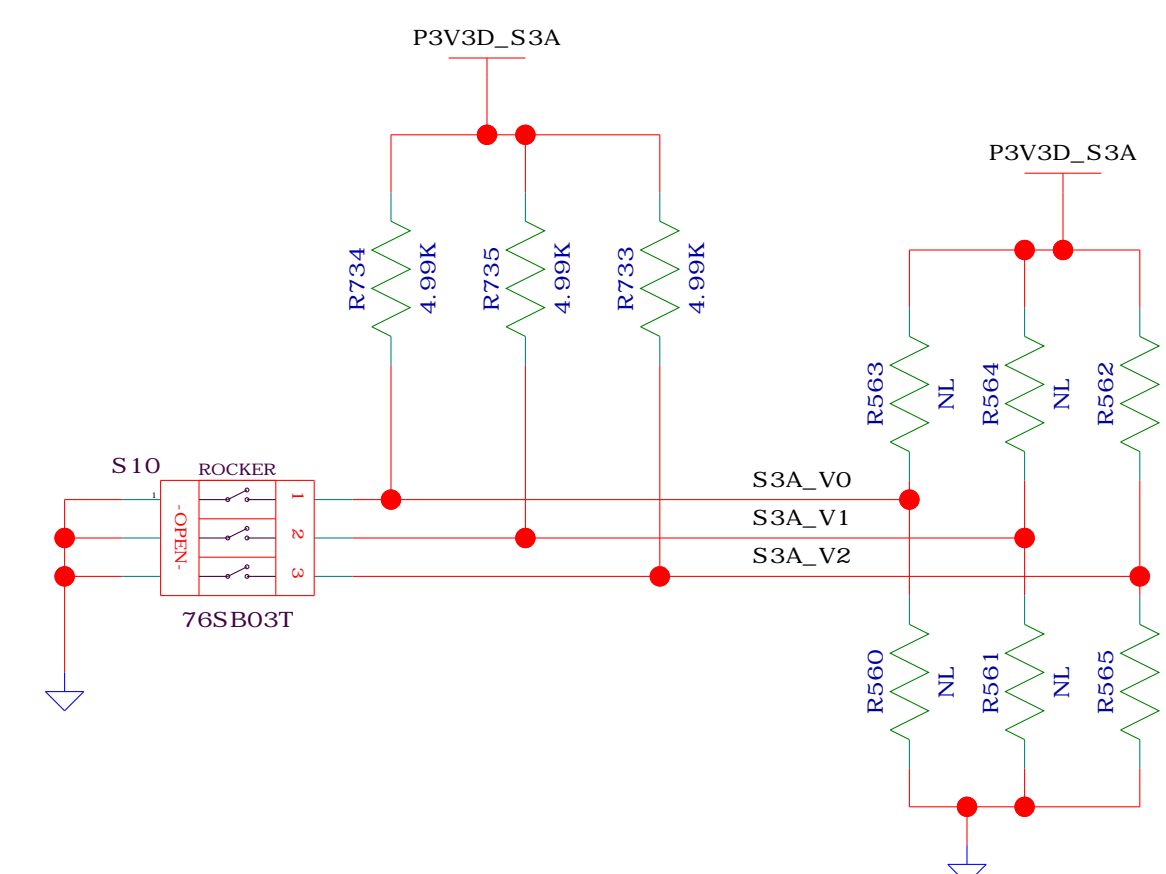 P3V3D_S3A
P3V3D_S3A
R734
4.99K
R735
4.99K
R733
4.99K
R563
NL
R564
NL
R562
S10
ROCKER
S3A_V0
S3A_V1
S3A_V2
1
-OPEN-
1
2
3
76SB03T
R560
NL
R561
NL
R565